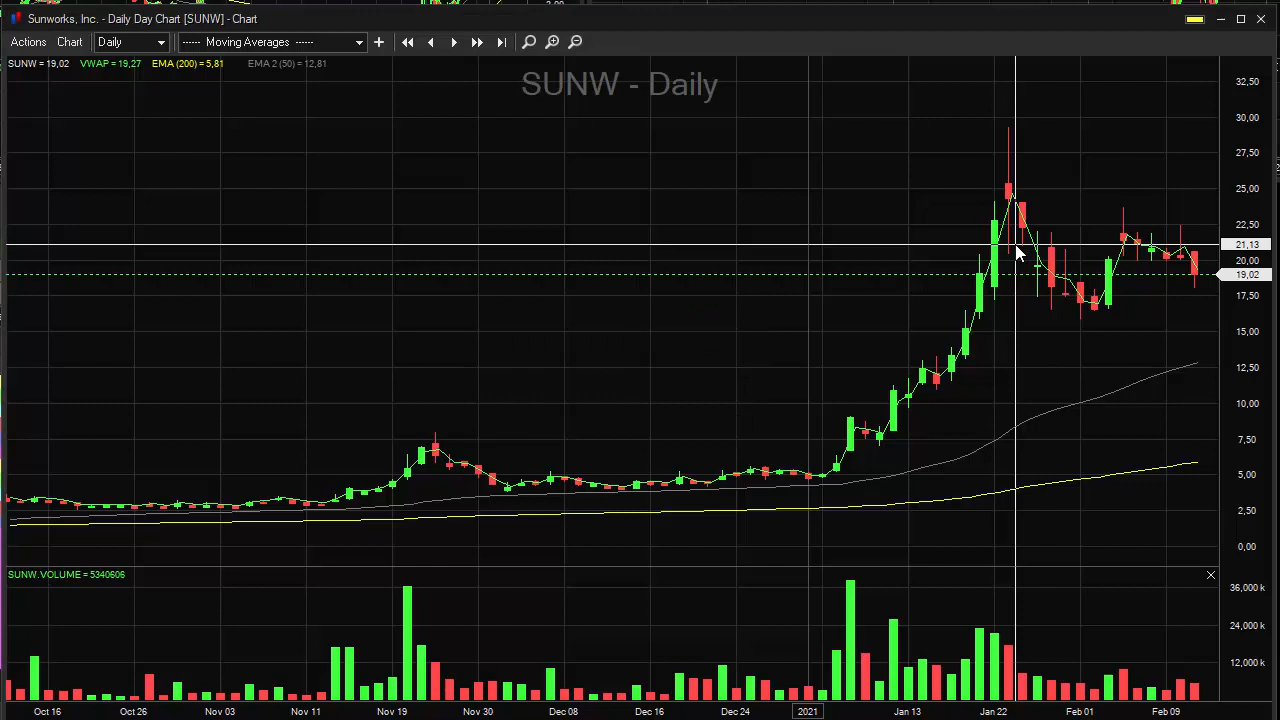 Sunworks, Inc. - Daily Day Chart [SUNW] - Chart
Actions Chart Daily ------ Moving Averages ------
SUNW = 19,02 VWAP = 19,27 EMA (200) = 5,81 EMA 2 (50) = 12,81
SUNW - Daily
32,50
30,00
27,50
25,00
22,50
21,13
20,00
19,02
17,50
15,00
12,50
10,00
7,50
5,00
2,50
0,00
SUNW.VOLUME = 5340606
36,000 k
24,000 k
12,000 k
Oct 16 Oct 26 Nov 03 Nov 11 Nov 19 Nov 30 Dec 08 Dec 16 Dec 24 2021 Jan 13 Jan 22 Feb 01 Feb 09